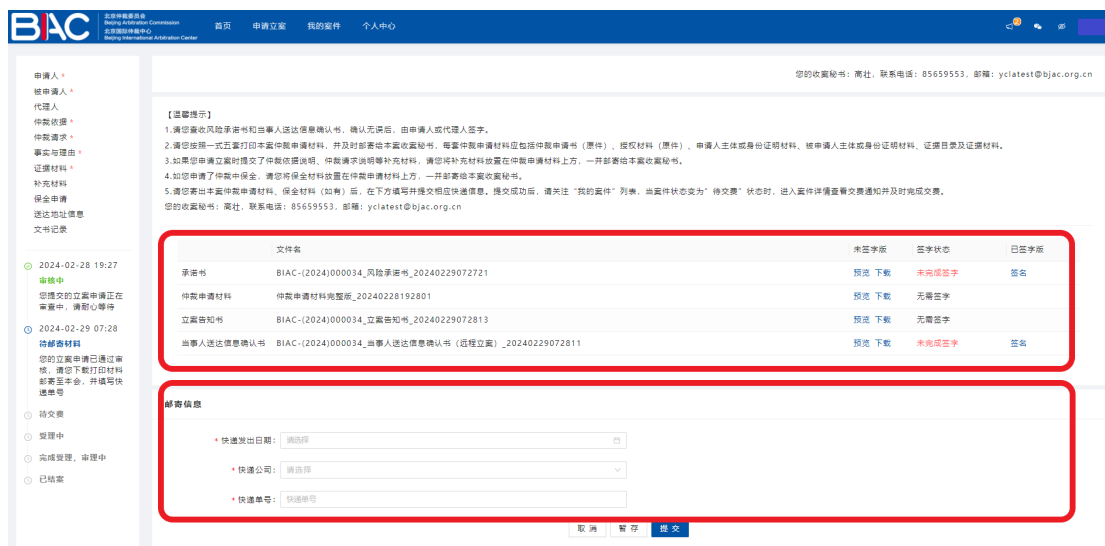 BIAC
北京仲裁委员会
Beijing Arbitration Commission
北京国际仲裁中心
Beijing International Arbitration Center
首页 申请立案 我的案件 个人中心
您的收案秘书：高壮，联系电话：85659553，邮箱：yclatest@bjac.org.cn
申请人 *
被申请人 *
代理人
仲裁依据 *
仲裁请求 *
事实与理由 *
证据材料 *
补充材料
保全申请
送达地址信息
文书记录
2024-02-28 19:27
审核中
您提交的立案申请正在
审查中，请耐心等待
2024-02-29 07:28
待邮寄材料
您的立案申请已通过审
核，请您下载打印材料
邮寄至本会，并填写快
递单号
待交费
受理中
完成受理，审理中
已结案
【温馨提示】
1.请您查收风险承诺书和当事人送达信息确认书，确认无误后，由申请人或代理人签字。
2.请您按照一式五套打印本案仲裁申请材料，并及时邮寄给本案收案秘书，每套仲裁申请材料应包括仲裁申请书（原件）、授权材料（原件）、申请人主体或身份证明材料、被申请人主体或身份证明材料、证据目录及证据材料。
3.如果您申请立案时提交了仲裁依据说明、仲裁请求说明等补充材料，请您将补充材料放置在仲裁申请材料上方，一并邮寄给本案收案秘书。
4.如您申请了仲裁中保全，请您将保全材料放置在仲裁申请材料上方，一并邮寄给本案收案秘书。
5.请您寄出本案仲裁申请材料、保全材料（如有）后，在下方填写并提交相应快递信息。提交成功后，请关注“我的案件”列表，当案件状态变为“待交费”状态时，进入案件详情查看交费通知并及时完成交费。
您的收案秘书：高壮，联系电话：85659553，邮箱：yclatest@bjac.org.cn
文件名 未签字版 签字状态 已签字版
承诺书 BIAC-(2024)000034_风险承诺书_20240229072721 预览 下载 未完成签字 签名
仲裁申请材料 仲裁申请材料完整版_20240228192801 预览 下载 无需签字
立案告知书 BIAC-(2024)000034_立案告知书_20240229072813 预览 下载 无需签字
当事人送达信息确认书 BIAC-(2024)000034_当事人送达信息确认书（远程立案）_20240229072811 预览 下载 未完成签字 签名
邮寄信息
* 快递发出日期： 请选择
* 快递公司： 请选择
* 快递单号： 快递单号
取消 暂存 提交